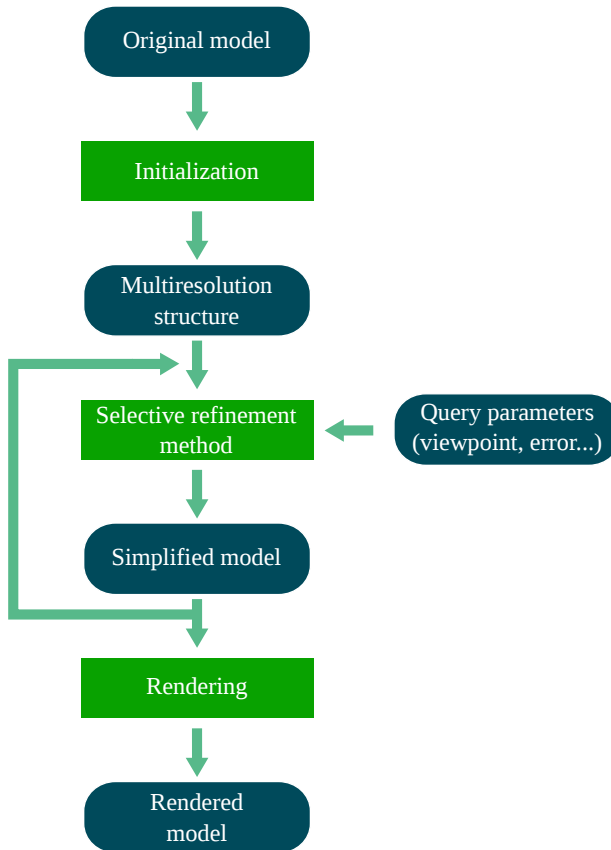 Original model
Initialization
Multiresolution
structure
Selective refinement
method
Query parameters
(viewpoint, error...)
Simplified model
Rendering
Rendered
model